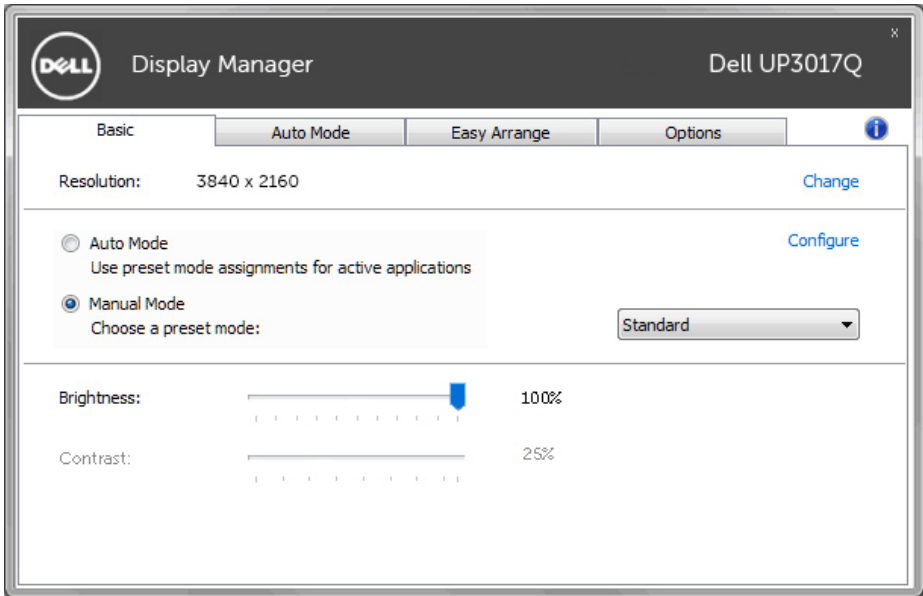 DELL Display Manager Dell UP3017Q x
Basic Auto Mode Easy Arrange Options i
Resolution: 3840 x 2160 Change
Auto Mode Configure
Use preset mode assignments for active applications
Manual Mode
Choose a preset mode: Standard
Brightness: 100%
Contrast: 25%